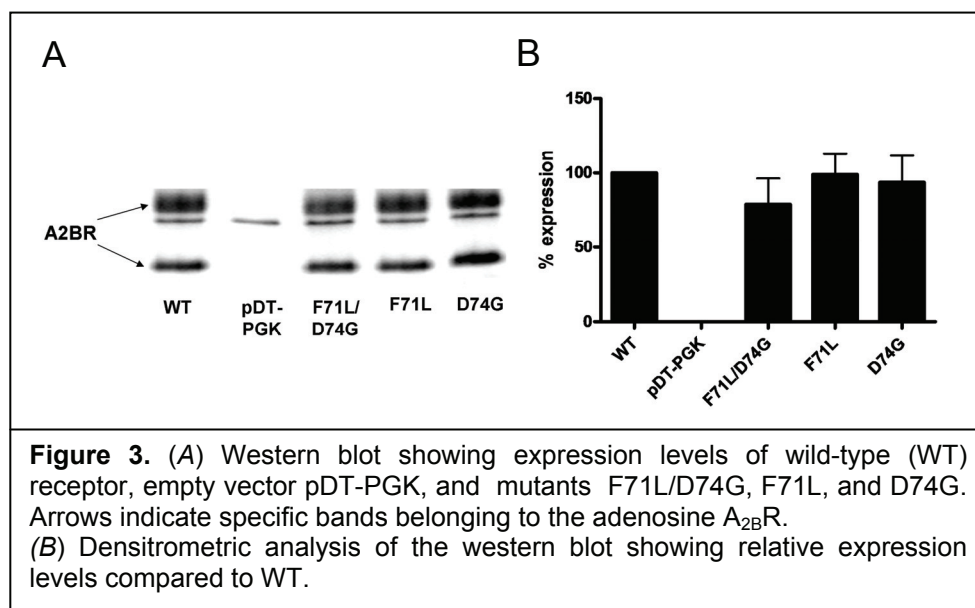 A
A2BR
WT
pDT-
PGK
F71L/
D74G
F71L
D74G
B
% expression
150
100
50
0
WT
pDT-PGK
F71L/D74G
F71L
D74G
Figure 3. (A) Western blot showing expression levels of wild-type (WT)
receptor, empty vector pDT-PGK, and mutants F71L/D74G, F71L, and D74G.
Arrows indicate specific bands belonging to the adenosine A2BR.
(B) Densitrometric analysis of the western blot showing relative expression
levels compared to WT.